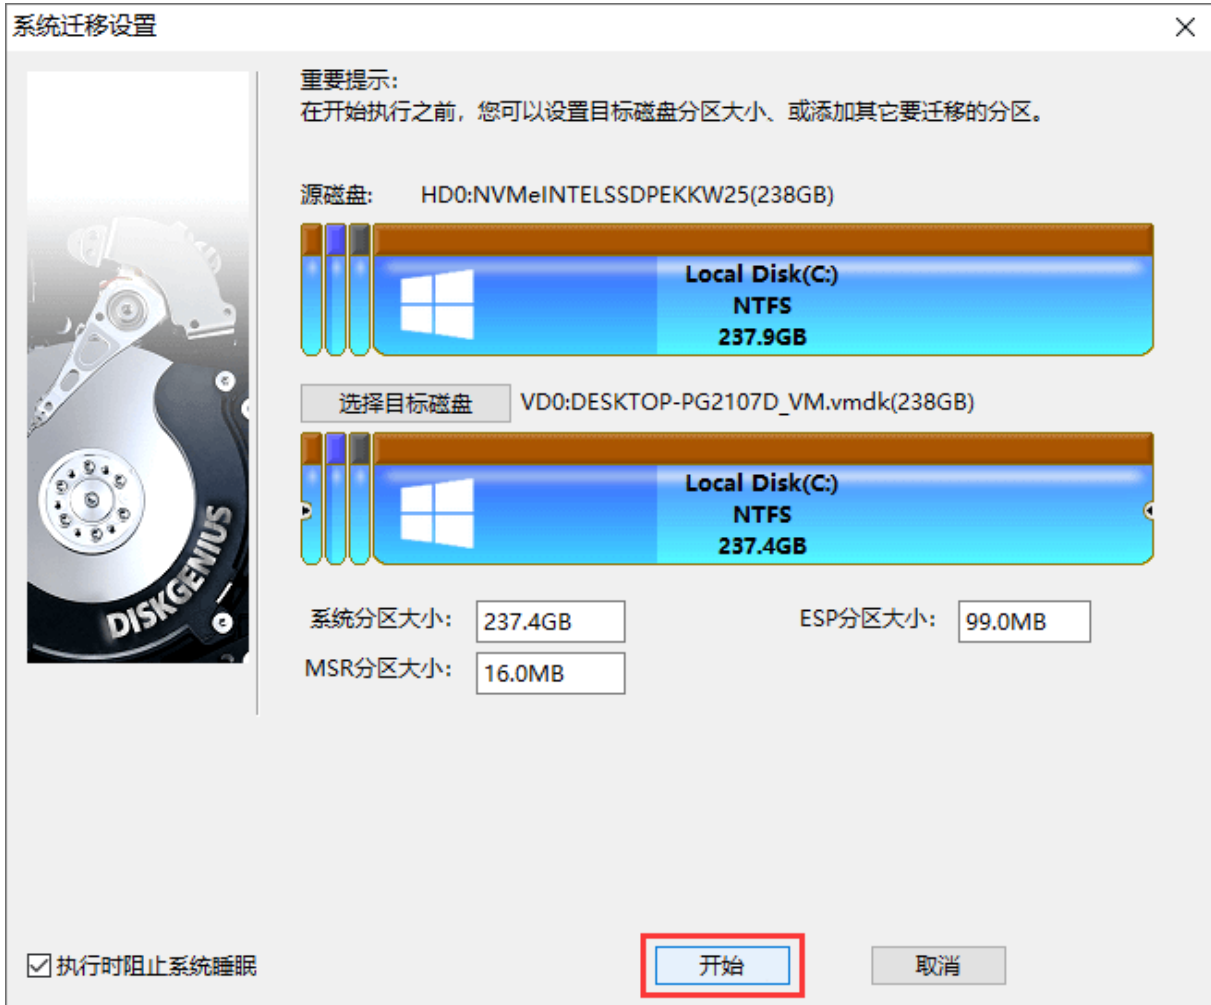 系统迁移设置
重要提示:
在开始执行之前，您可以设置目标磁盘分区大小、或添加其它要迁移的分区。
源磁盘: HD0:NVMeINTELSSDPEKKW25(238GB)
Local Disk(C:)
NTFS
237.9GB
选择目标磁盘 VD0:DESKTOP-PG2107D_VM.vmdk(238GB)
Local Disk(C:)
NTFS
237.4GB
系统分区大小: 237.4GB ESP分区大小: 99.0MB
MSR分区大小: 16.0MB
DISKGENIUS
执行时阻止系统睡眠 开始 取消